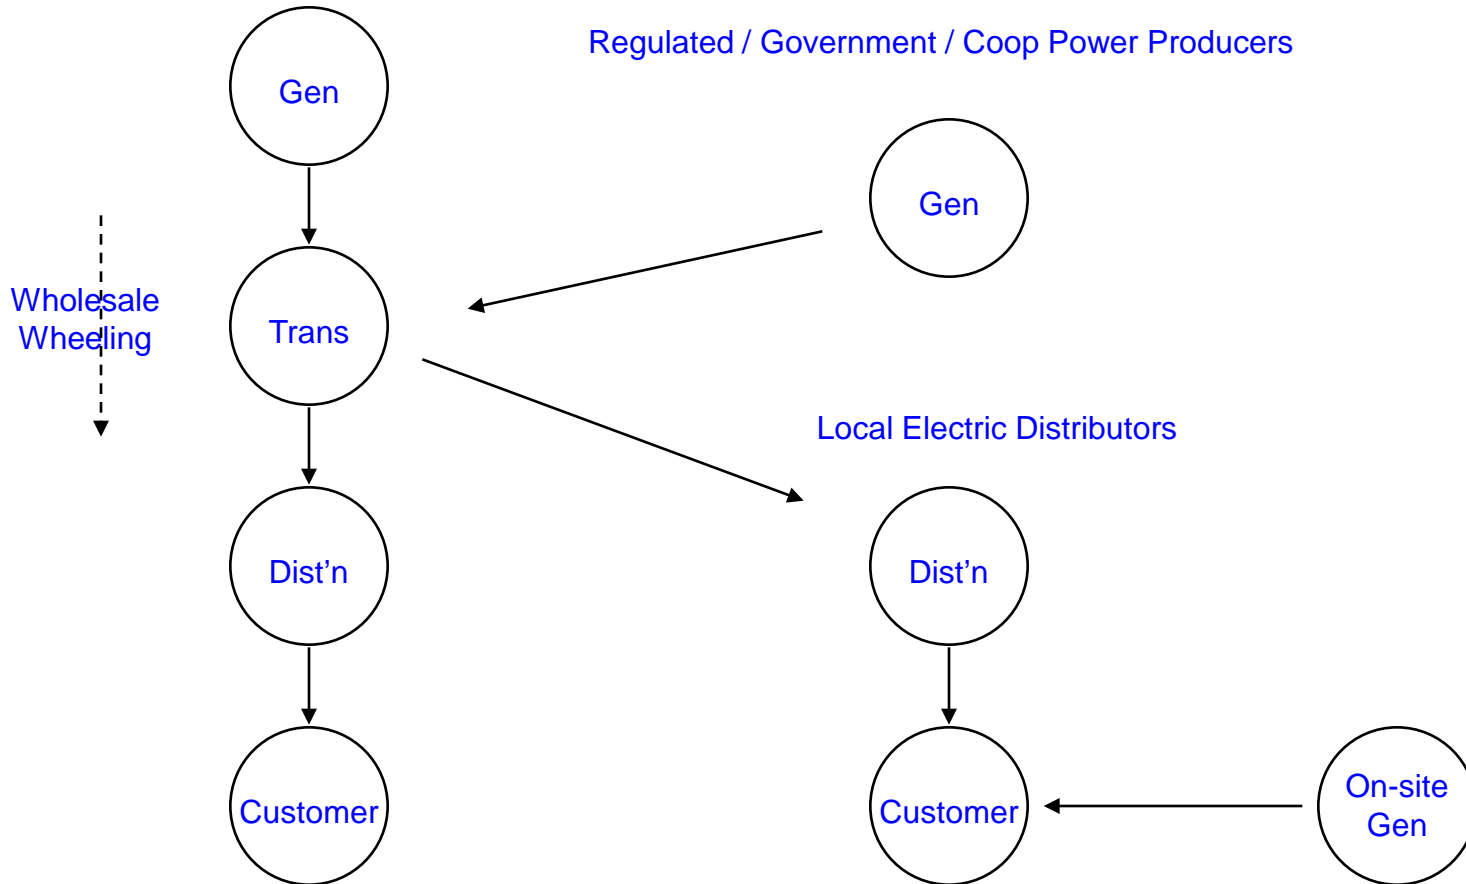 Regulated / Government / Coop Power Producers
Gen
Gen
Wholesale
Wheeling
Trans
Local Electric Distributors
Dist'n
Dist'n
Customer
Customer
On-site
Gen